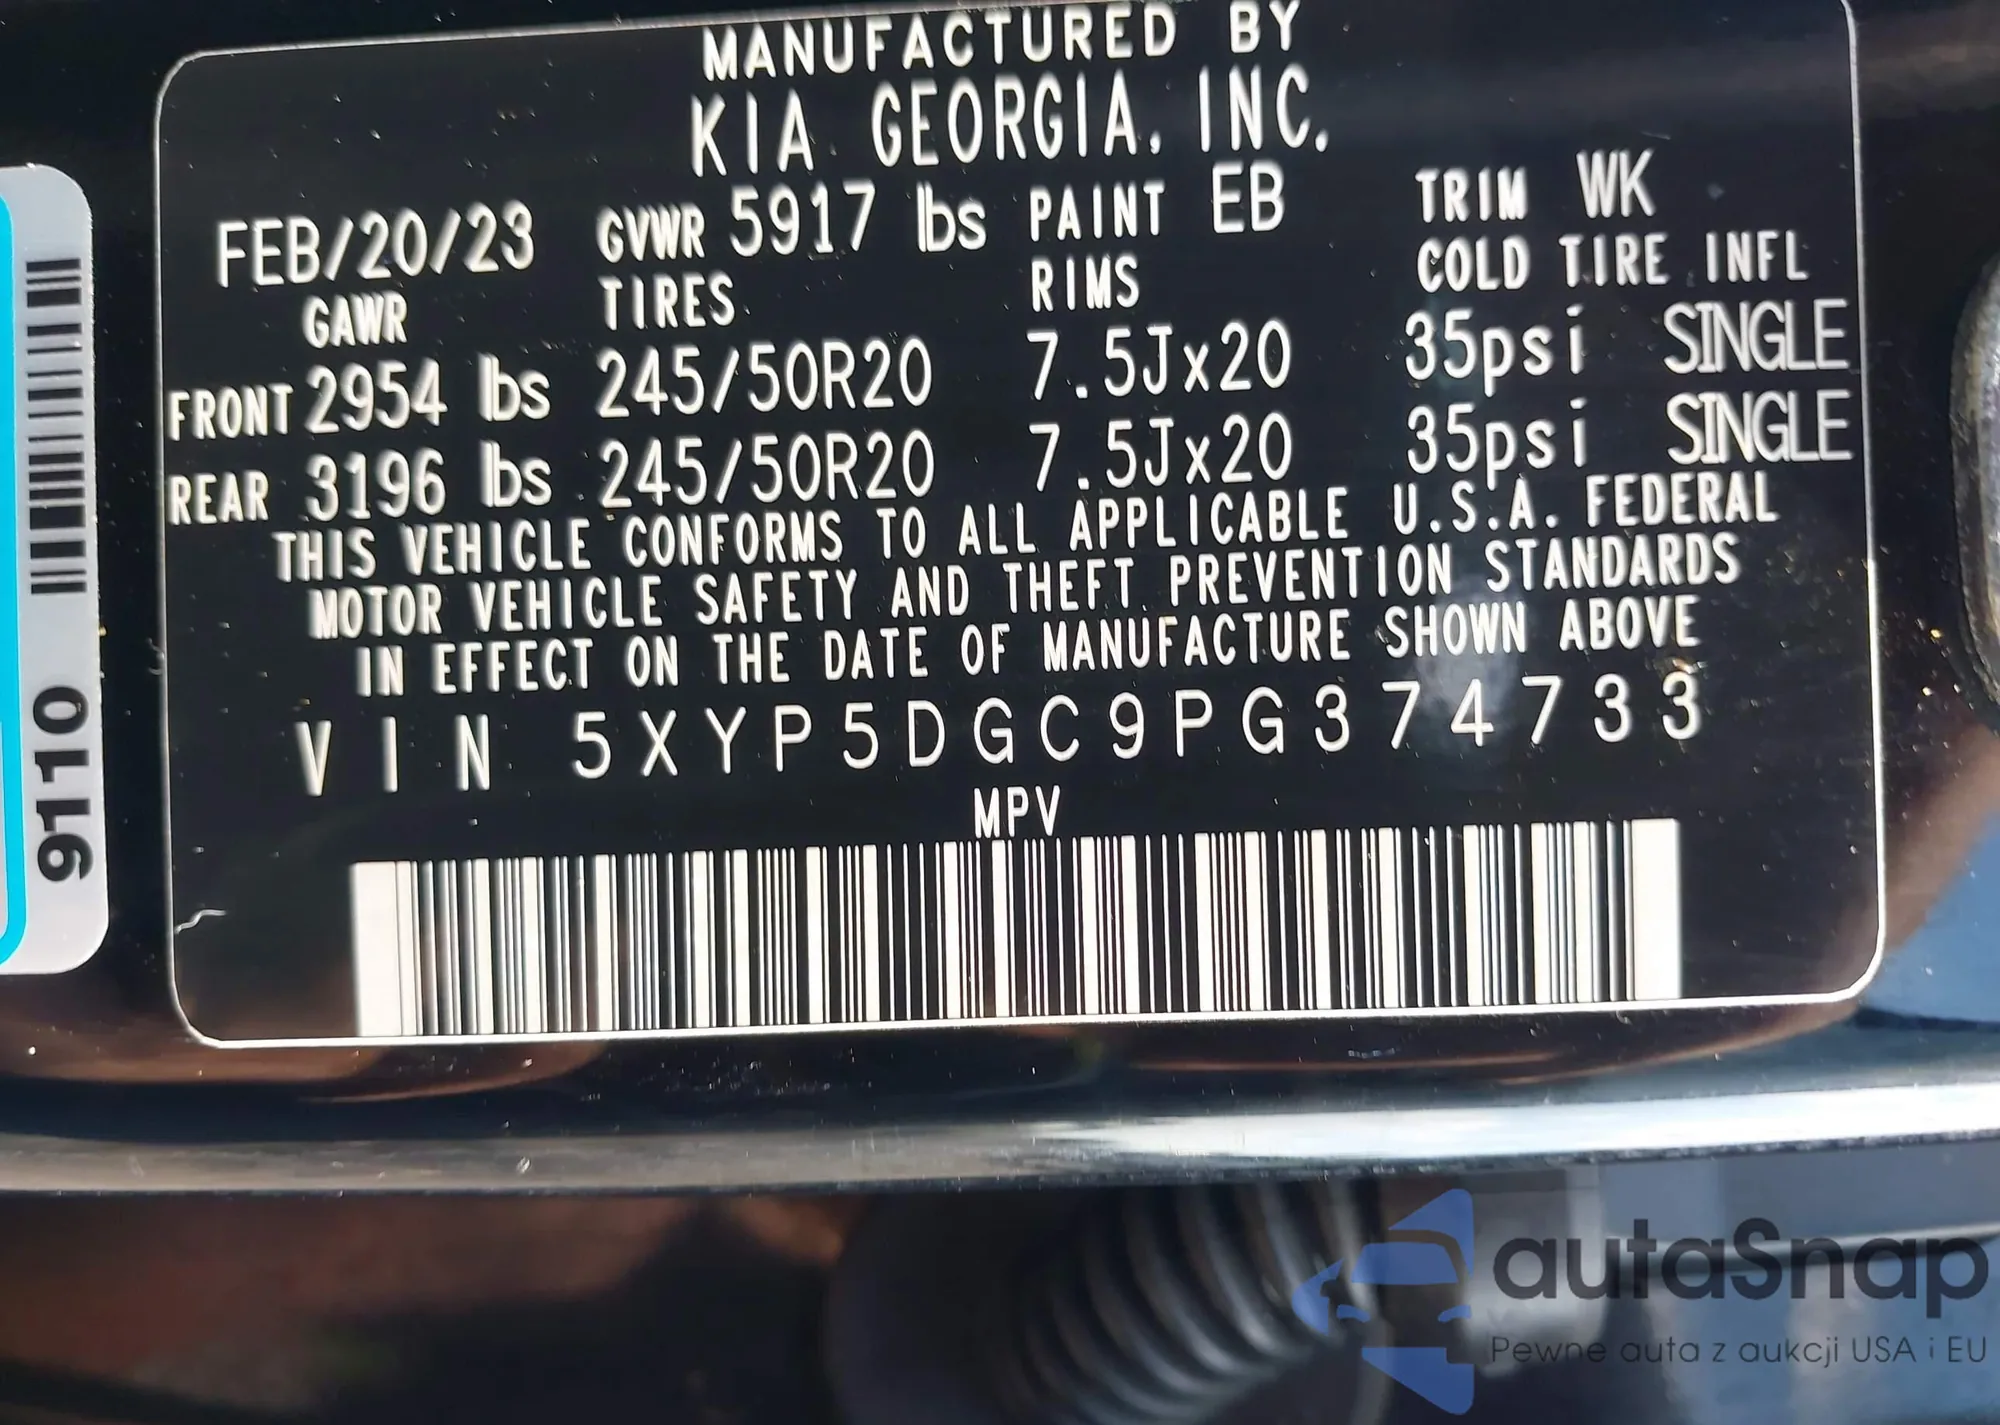 MANUFACTURED BY
KIA GEORGIA, INC.
FEB/20/23 GVWR 5917 lbs PAINT EB TRIM WK
GAWR TIRES RIMS COLD TIRE INFL
FRONT 2954 lbs 245/50R20 7.5Jx20 35psi SINGLE
REAR 3196 lbs 245/50R20 7.5Jx20 35psi SINGLE
THIS VEHICLE CONFORMS TO ALL APPLICABLE U.S.A. FEDERAL
MOTOR VEHICLE SAFETY AND THEFT PREVENTION STANDARDS
IN EFFECT ON THE DATE OF MANUFACTURE SHOWN ABOVE
VIN 5XYP5DGC9PG374733
MPV
9110
autaSnap
Pewne auta z aukcji USA i EU